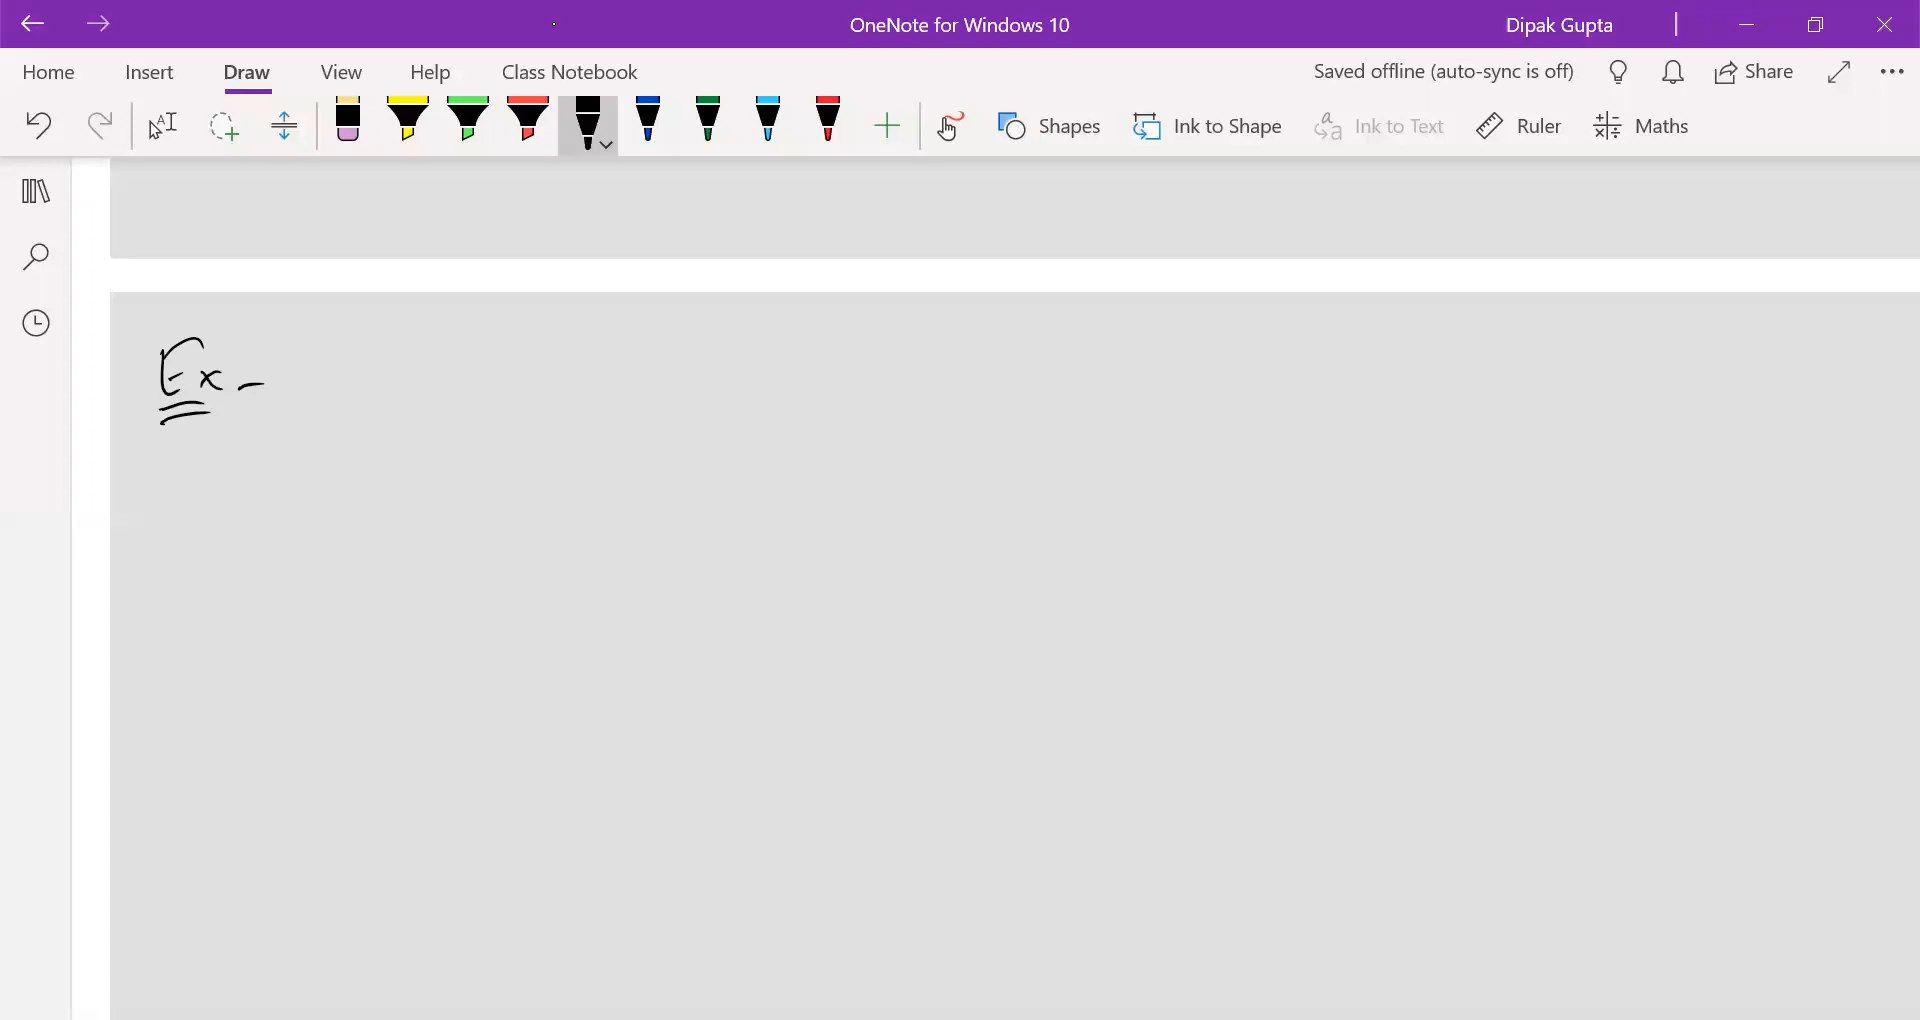 OneNote for Windows 10 Dipak Gupta
Home Insert Draw View Help Class Notebook Saved offline (auto-sync is off) Share
Shapes Ink to Shape Ink to Text Ruler Maths
Ex -